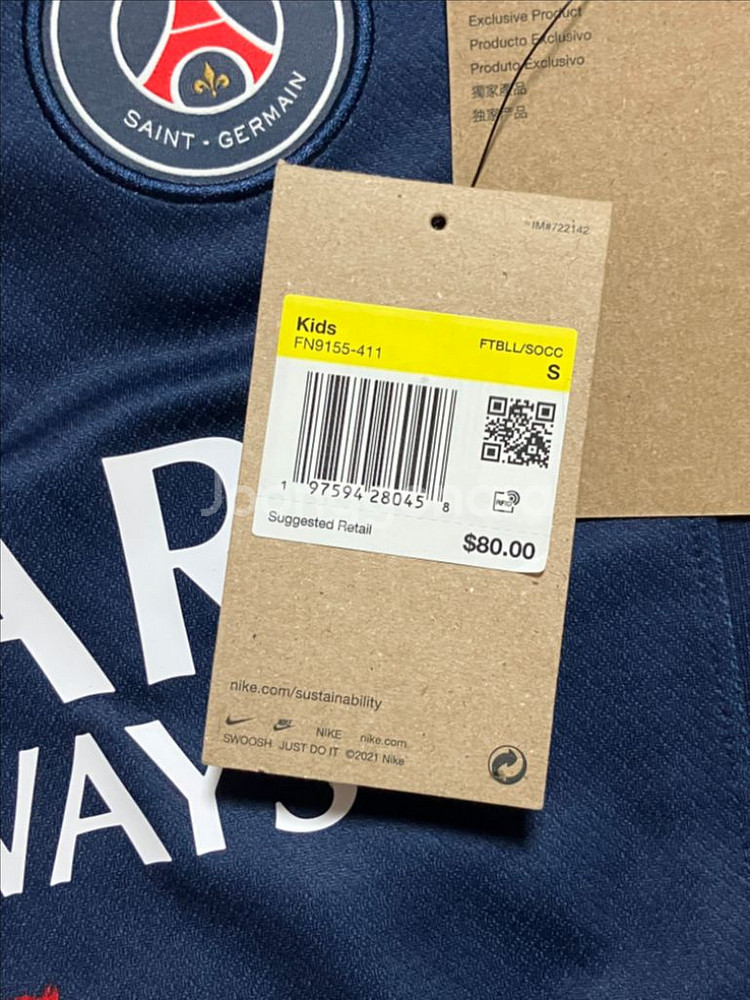 SAINT-GERMAIN
Exclusive Product
Producto Exclusivo
Produto Exclusivo
獨家產品
独家产品
IM#722142
Kids
FN9155-411
FTBLL/SOCC
S
1 97594 28045 8
RFID
Suggested Retail
$80.00
AR
WAYS
nike.com/sustainability
SWOOSH JUST DO IT NIKE nike.com
©2021 Nike